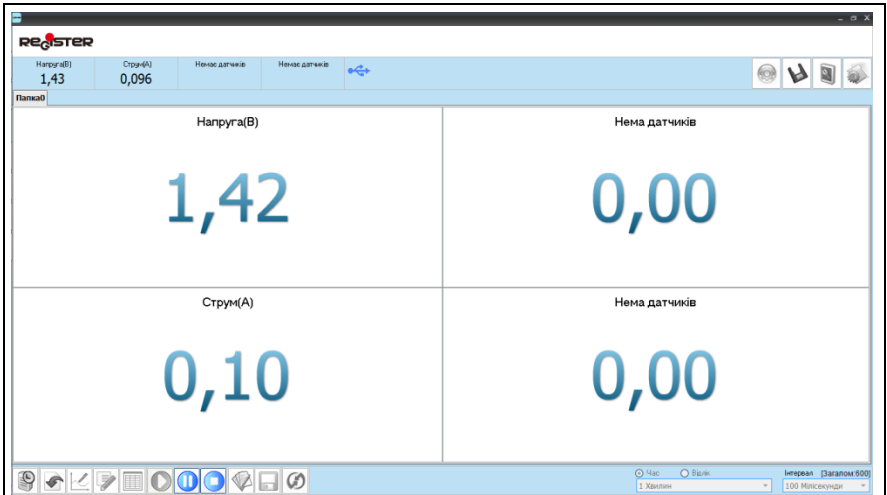 REGISTER
Напруга(В) Струм(А) Немає датчиків Немає датчиків
1,43 0,096
Папка0
Напруга(В) Нема датчиків
1,42 0,00
Струм(А) Нема датчиків
0,10 0,00
Час Відлік Інтервал [Загалом:600]
1 Хвилин 100 Мілісекунди